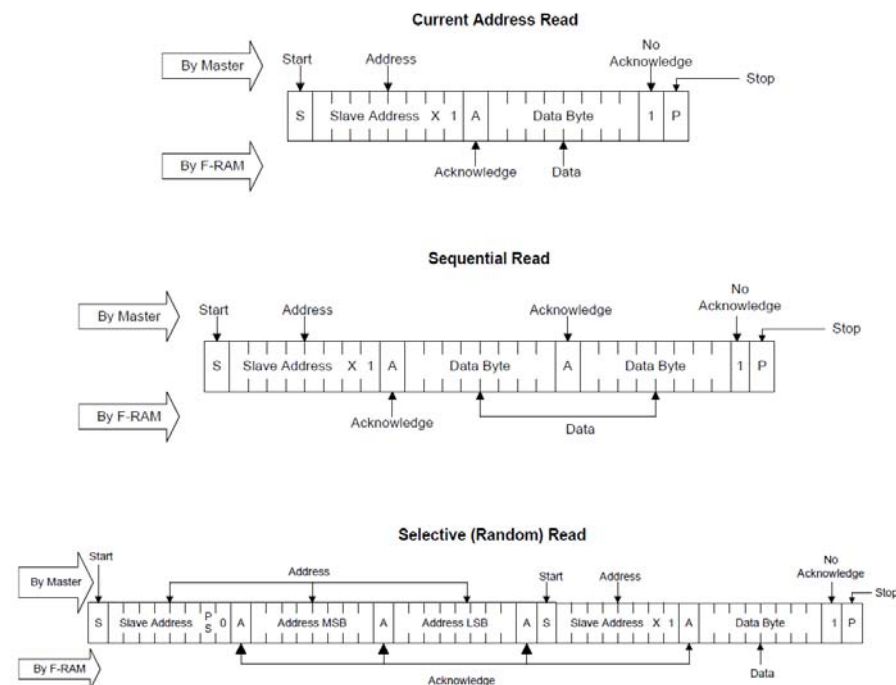 Current Address Read
By Master
Start
Address
No
Acknowledge
Stop
S Slave Address X 1 A Data Byte 1 P
By F-RAM
Acknowledge
Data
Sequential Read
By Master
Start
Address
Acknowledge
No
Acknowledge
Stop
S Slave Address X 1 A Data Byte A Data Byte 1 P
By F-RAM
Acknowledge
Data
Selective (Random) Read
By Master
Start
Address
Start
Address
No
Acknowledge
Stop
S Slave Address PS 0 A Address MSB A Address LSB A S Slave Address X 1 A Data Byte 1 P
By F-RAM
Acknowledge
Data